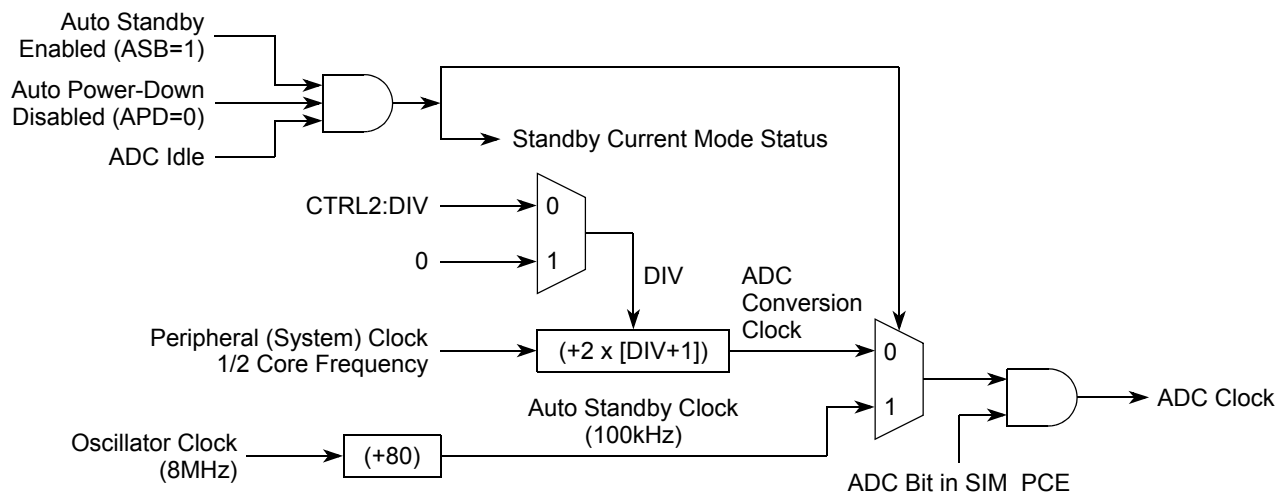 Auto Standby
Enabled (ASB=1)
Auto Power-Down
Disabled (APD=0)
ADC Idle
Standby Current Mode Status
CTRL2:DIV
0
0
1
DIV
ADC
Conversion
Clock
Peripheral (System) Clock
1/2 Core Frequency
(+2 x [DIV+1])
0
1
Auto Standby Clock
(100kHz)
Oscillator Clock
(8MHz)
(+80)
ADC Clock
ADC Bit in SIM_PCE